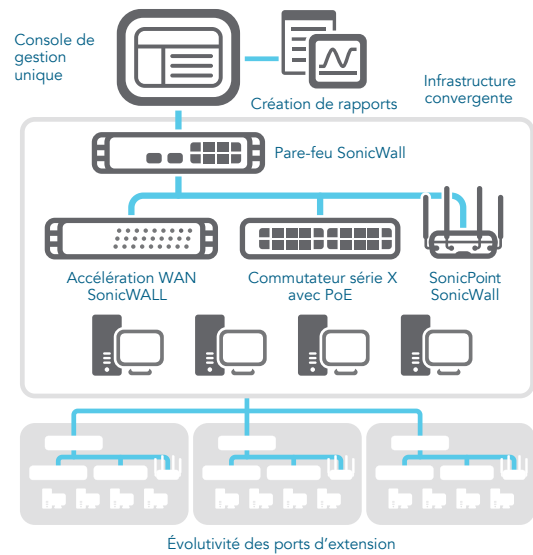 Console de
gestion
unique
Création de rapports
Infrastructure
convergente
Pare-feu SonicWall
Accélération WAN
SonicWALL
Commutateur série X
avec PoE
SonicPoint
SonicWall
Évolutivité des ports d'extension